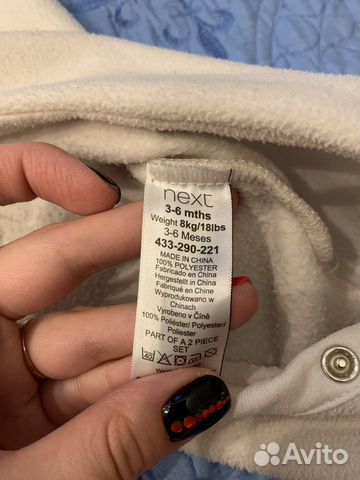 next
3-6 mths
Weight 8kg/18lbs
3-6 Meses
433-290-221
MADE IN CHINA
100% POLYESTER
Fabricado en China
Hergestellt in China
Fabriqué en Chine
Wyprodukowano w
Chinach
Vyrobeno v Číně
100% Poliéster/ Polyester/
Poliester
PART OF A 2 PIECE
SET
40
Avito